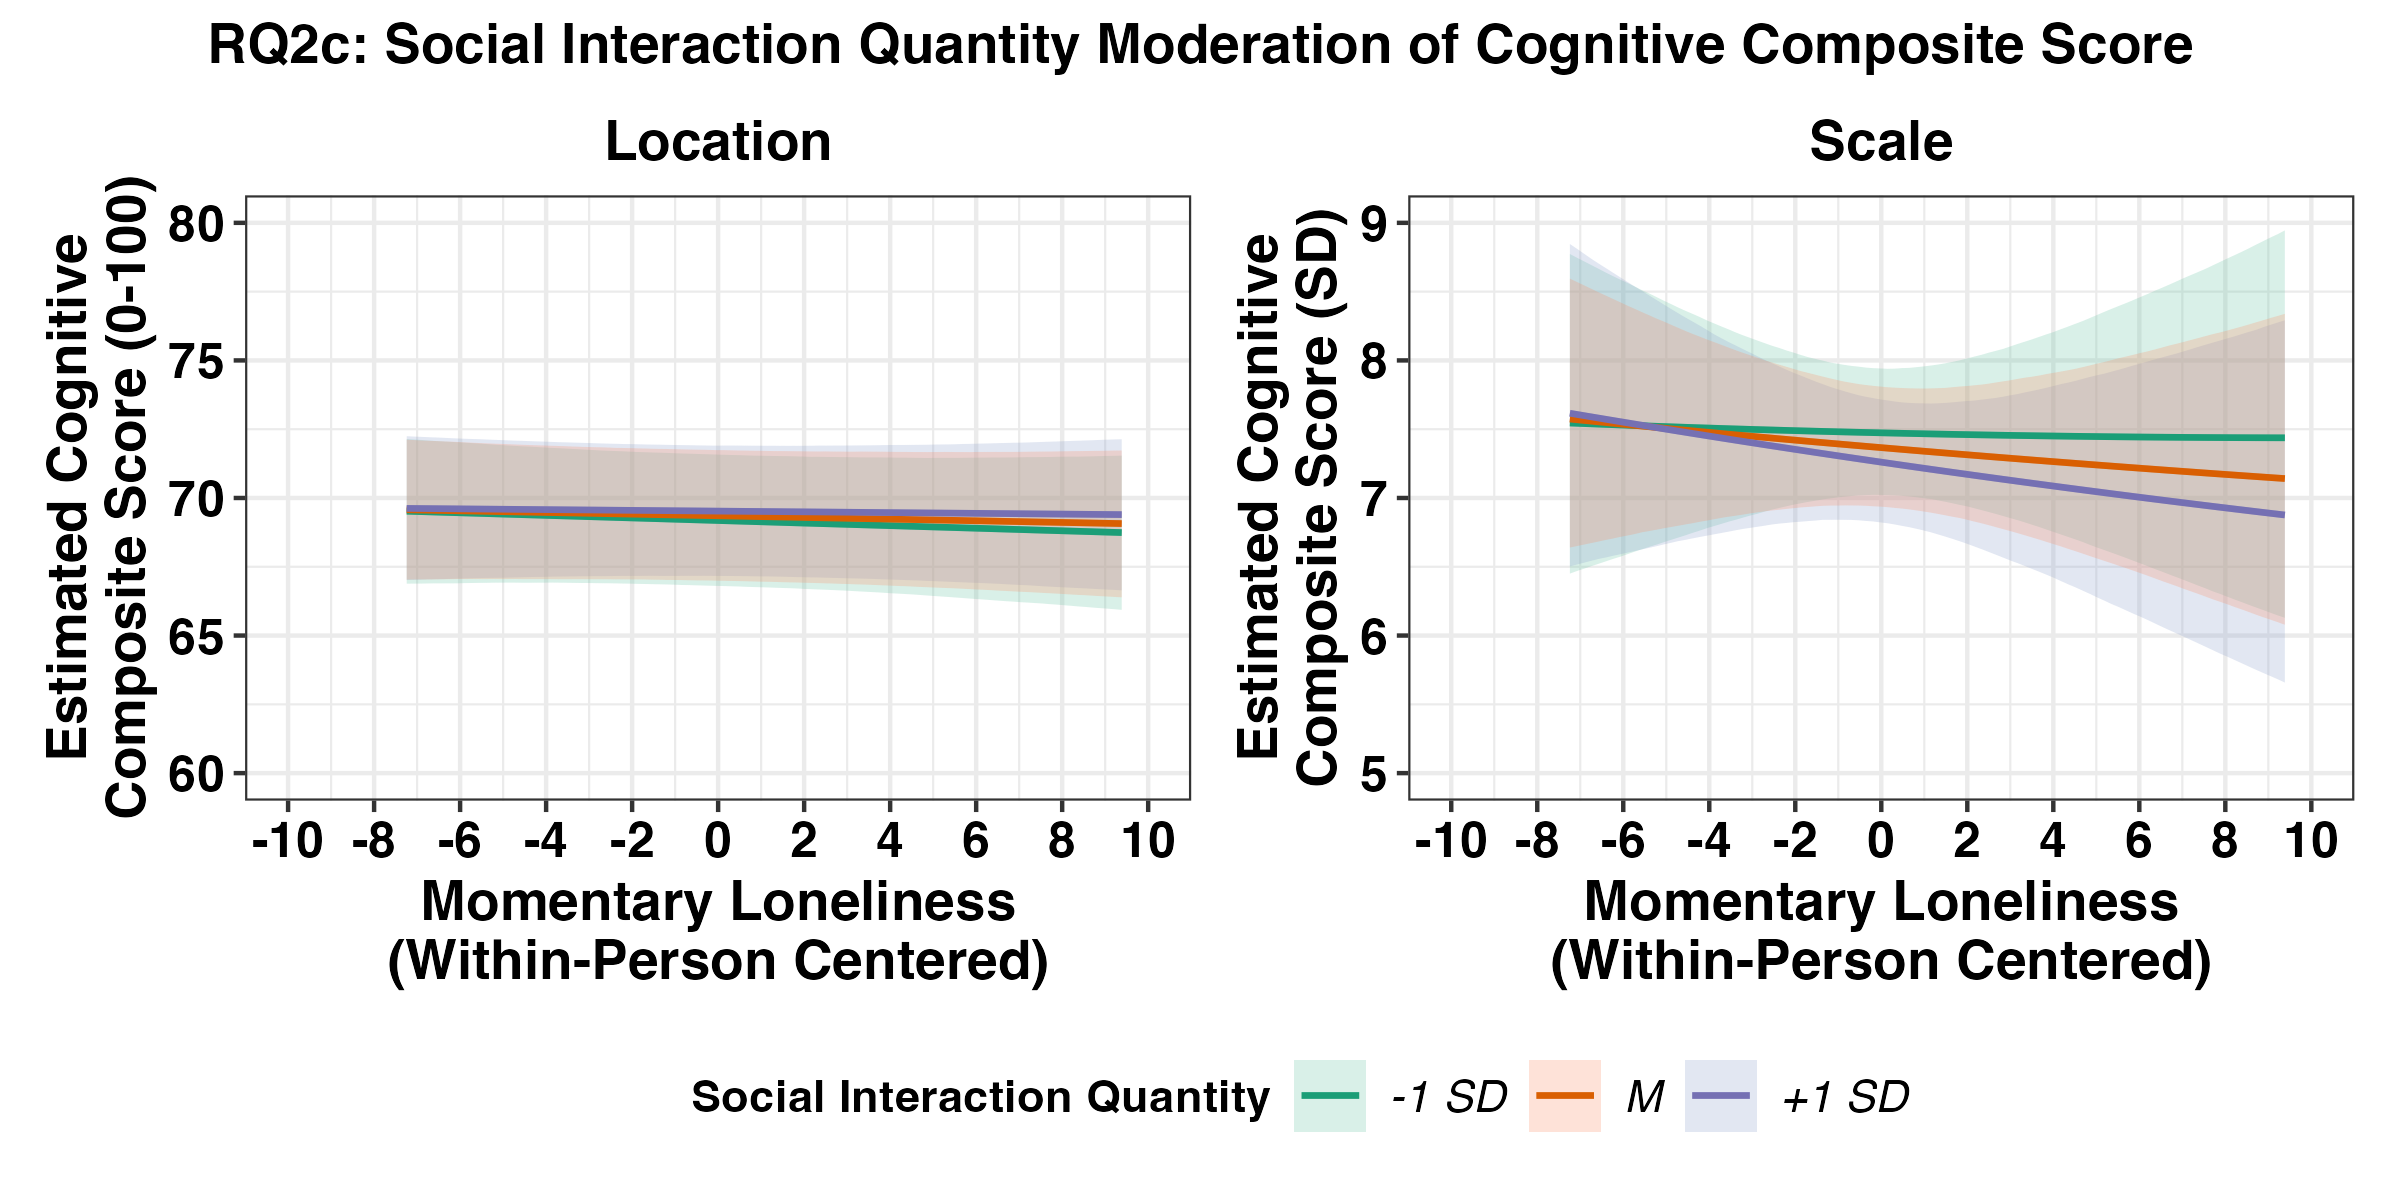 RQ2c: Social Interaction Quantity Moderation of Cognitive Composite Score
Location
Estimated Cognitive
Composite Score (0-100)
80
75
70
65
60
-10 -8 -6 -4 -2 0 2 4 6 8 10
Momentary Loneliness
(Within-Person Centered)
Scale
Estimated Cognitive
Composite Score (SD)
9
8
7
6
5
-10 -8 -6 -4 -2 0 2 4 6 8 10
Momentary Loneliness
(Within-Person Centered)
Social Interaction Quantity -1 SD M +1 SD